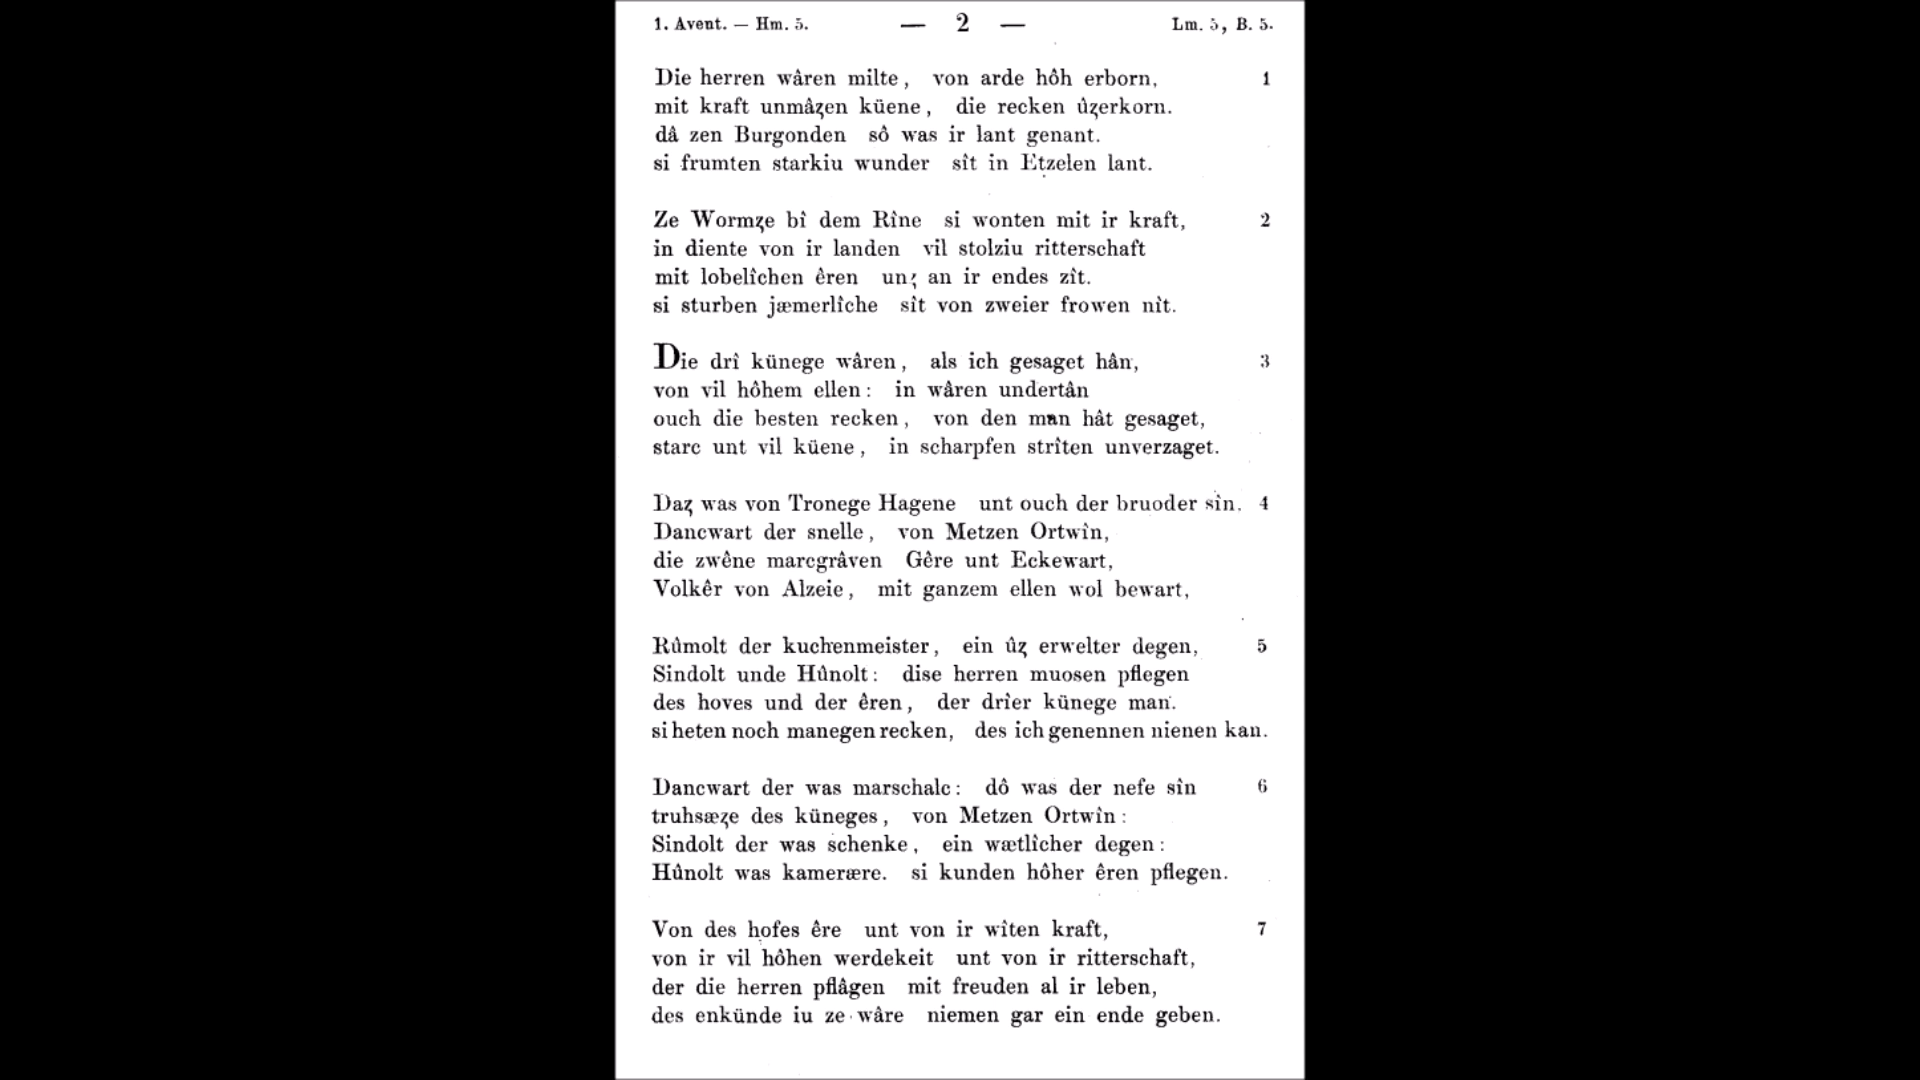 1. Avent. — Hm. 5. — 2 — Lm. 5, B. 5.
Die herren wâren milte, von arde hôh erborn, 1
mit kraft unmâȥen küene, die recken ûȥerkorn.
dâ zen Burgonden sô was ir lant genant.
si frumten starkiu wunder sît in Etzelen lant.
Ze Wormȥe bî dem Rîne si wonten mit ir kraft, 2
in diente von ir landen vil stolziu ritterschaft
mit lobelîchen êren unȥ an ir endes zît.
si sturben jæmerlîche sît von zweier frowen nît.
Die drî künege wâren, als ich gesaget hân, 3
von vil hôhem ellen: in wâren undertân
ouch die besten recken, von den man hât gesaget,
starc unt vil küene, in scharpfen strîten unverzaget.
Daȥ was von Tronege Hagene unt ouch der bruoder sîn, 4
Dancwart der snelle, von Metzen Ortwîn,
die zwêne marcgrâven Gêre unt Eckewart,
Volkêr von Alzeie, mit ganzem ellen wol bewart,
Rûmolt der kuchenmeister, ein ûȥ erwelter degen, 5
Sindolt unde Hûnolt: dise herren muosen pflegen
des hoves und der êren, der drîer künege man.
si heten noch manegen recken, des ich genennen nienen kan.
Dancwart der was marschalc: dô was der nefe sîn 6
truhsæȥe des küneges, von Metzen Ortwîn:
Sindolt der was schenke, ein wætlîcher degen:
Hûnolt was kameræere. si kunden hôher êren pflegen.
Von des hofes êre unt von ir wîten kraft, 7
von ir vil hôhen werdekeit unt von ir ritterschaft,
der die herren pflâgen mit freuden al ir leben,
des enkünde iu ze wâre niemen gar ein ende geben.